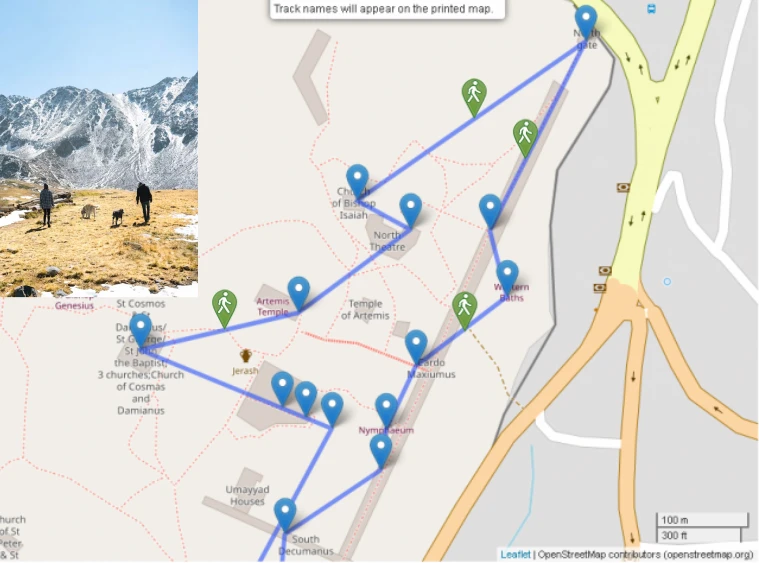 Track names will appear on the printed map.
North
gate
Church
of Bishop
Isaiah
North
Theatre
Western
Baths
Artemis
Temple
Temple
of Artemis
Genesius
St Cosmos
& St
Damianus/
St George/
St John
the Baptist/
3 churches;Church
of Cosmas
and
Damianus
Jerash
Cardo
Maxiumus
Nymphaeum
Umayyad
Houses
South
Decumanus
hurch
of St
Peter
& St
100 m
300 ft
Leaflet | OpenStreetMap contributors (openstreetmap.org)